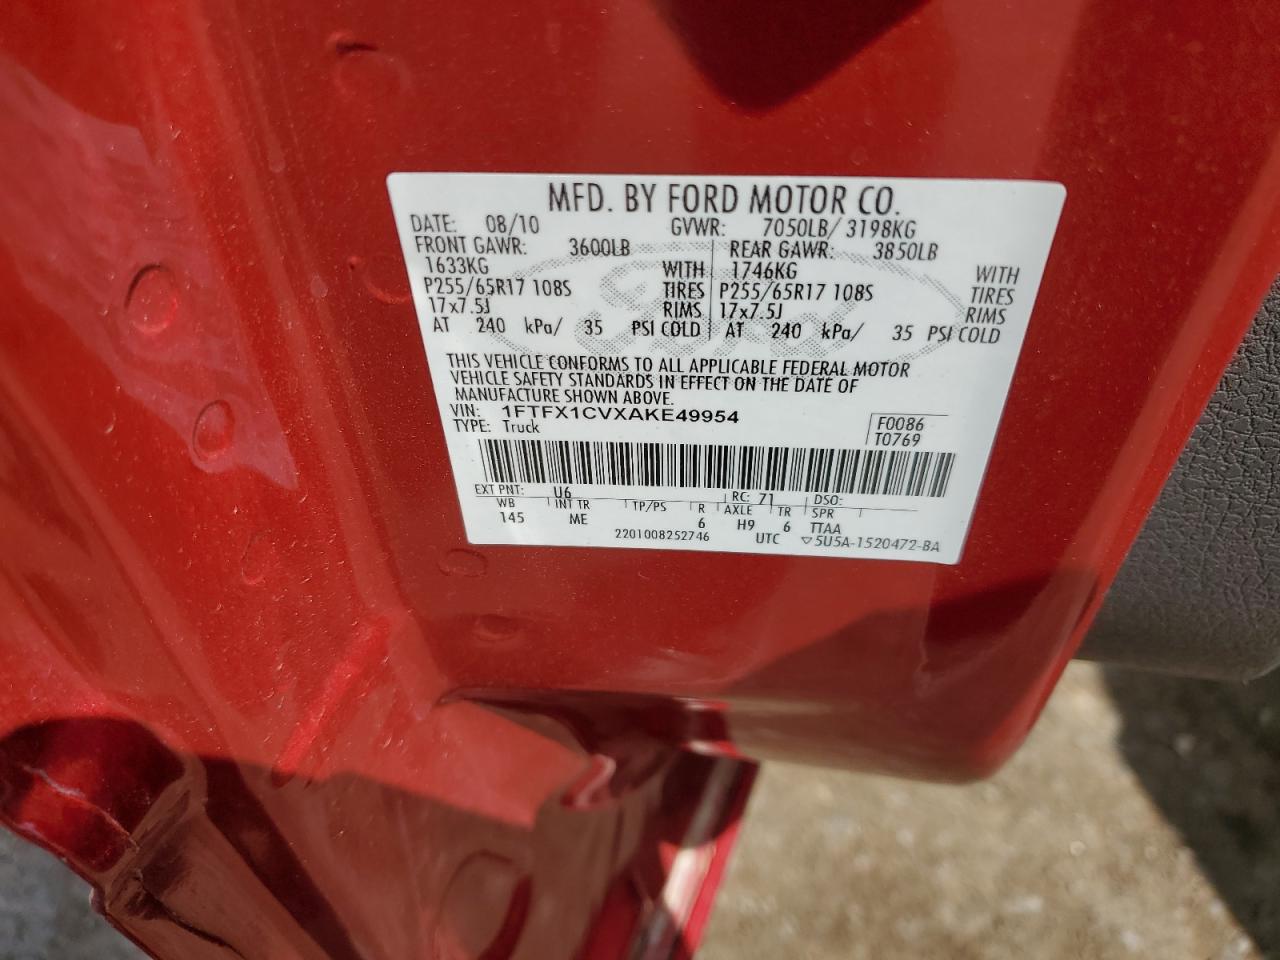 MFD. BY FORD MOTOR CO.
DATE: 08/10 GVWR: 7050LB/ 3198KG
FRONT GAWR: 3600LB REAR GAWR: 3850LB
1633KG WITH 1746KG WITH
P255/65R17 108S TIRES P255/65R17 108S TIRES
17x7.5J RIMS 17x7.5J RIMS
AT 240 kPa/ 35 PSI COLD AT 240 kPa/ 35 PSI COLD
THIS VEHICLE CONFORMS TO ALL APPLICABLE FEDERAL MOTOR
VEHICLE SAFETY STANDARDS IN EFFECT ON THE DATE OF
MANUFACTURE SHOWN ABOVE.
VIN: 1FTFX1CVXAKE49954 F0086
TYPE: Truck T0769
EXT PNT: U6 RC: 71 DSO:
WB INT TR TP/PS R AXLE TR SPR
145 ME 6 H9 6 TTAA
2201008252746 UTC ▽5U5A-1520472-BA
Ford